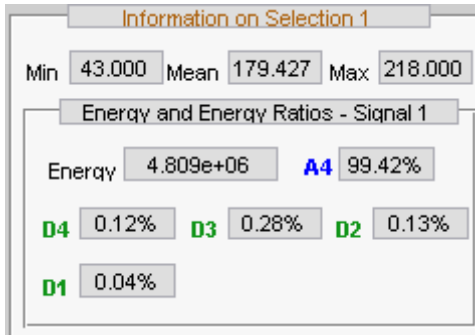 Information on Selection 1
Min 43.000 Mean 179.427 Max 218.000
Energy and Energy Ratios - Signal 1
Energy 4.809e+06 A4 99.42%
D4 0.12% D3 0.28% D2 0.13%
D1 0.04%